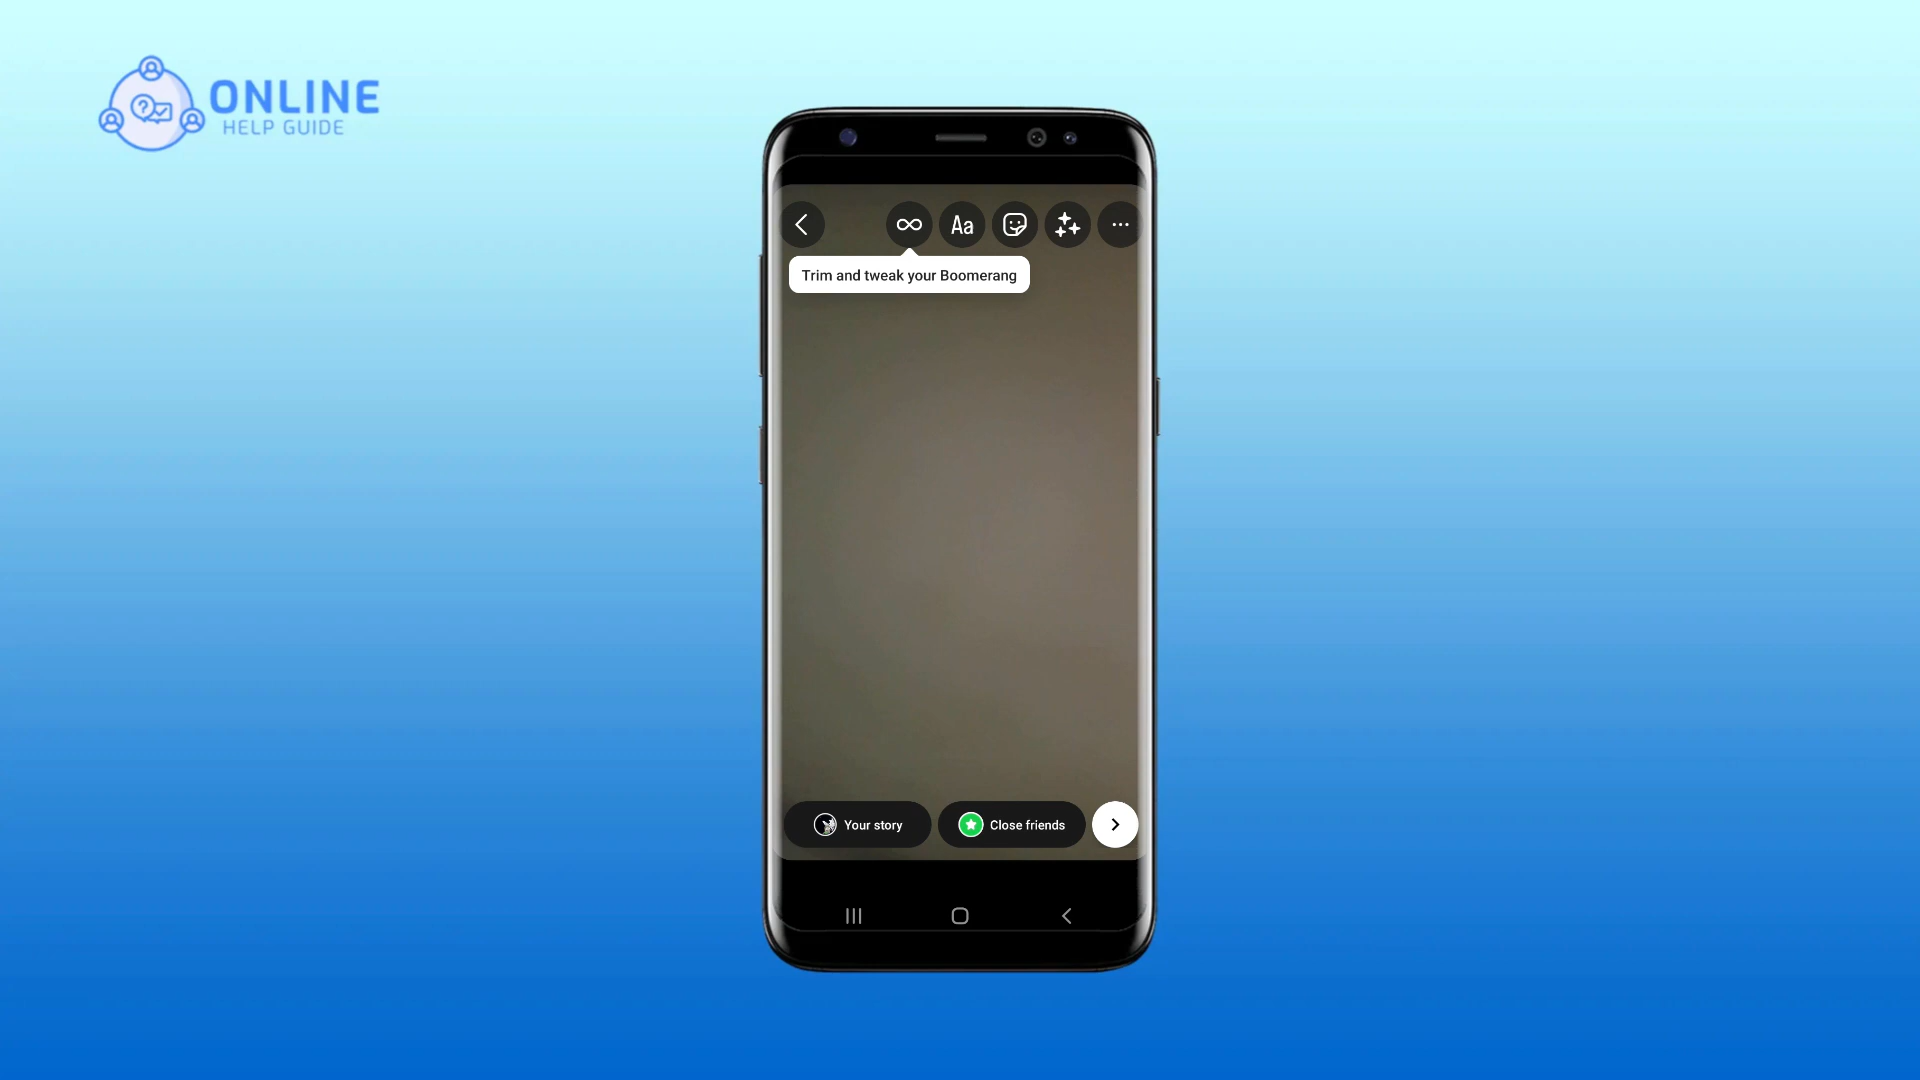 ONLINE
HELP GUIDE
Aa
Trim and tweak your Boomerang
Your story
Close friends